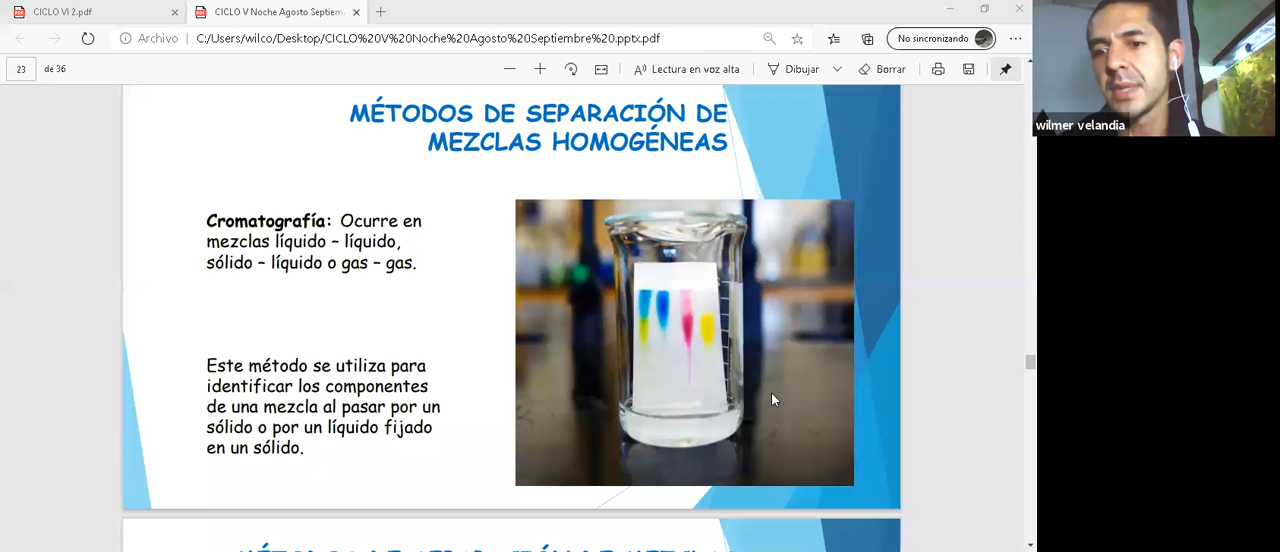 CICLO VI 2.pdf
CICLO V Noche Agosto Septiem
Archivo
C:/Users/wilco/Desktop/CICLO%20V%20Noche%20Agosto%20Septiembre%20.pptx.pdf
No sincronizando
23 de 36
Lectura en voz alta
Dibujar
Borrar
MÉTODOS DE SEPARACIÓN DE
MEZCLAS HOMOGÉNEAS
Cromatografía: Ocurre en
mezclas líquido – líquido,
sólido – líquido o gas – gas.
Este método se utiliza para
identificar los componentes
de una mezcla al pasar por un
sólido o por un líquido fijado
en un sólido.
wilmer velandia